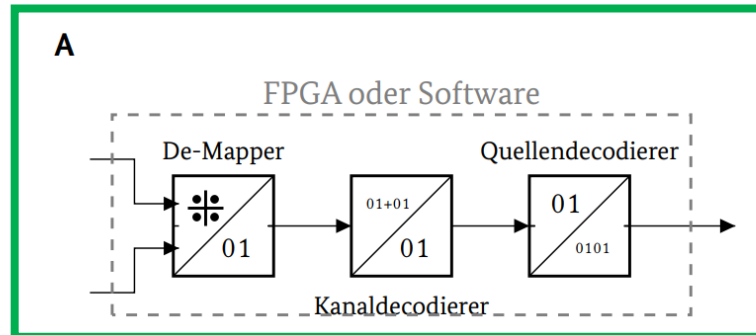 A
FPGA oder Software
De-Mapper
Quellendecodierer
01
01+01
01
01
0101
Kanaldecodierer